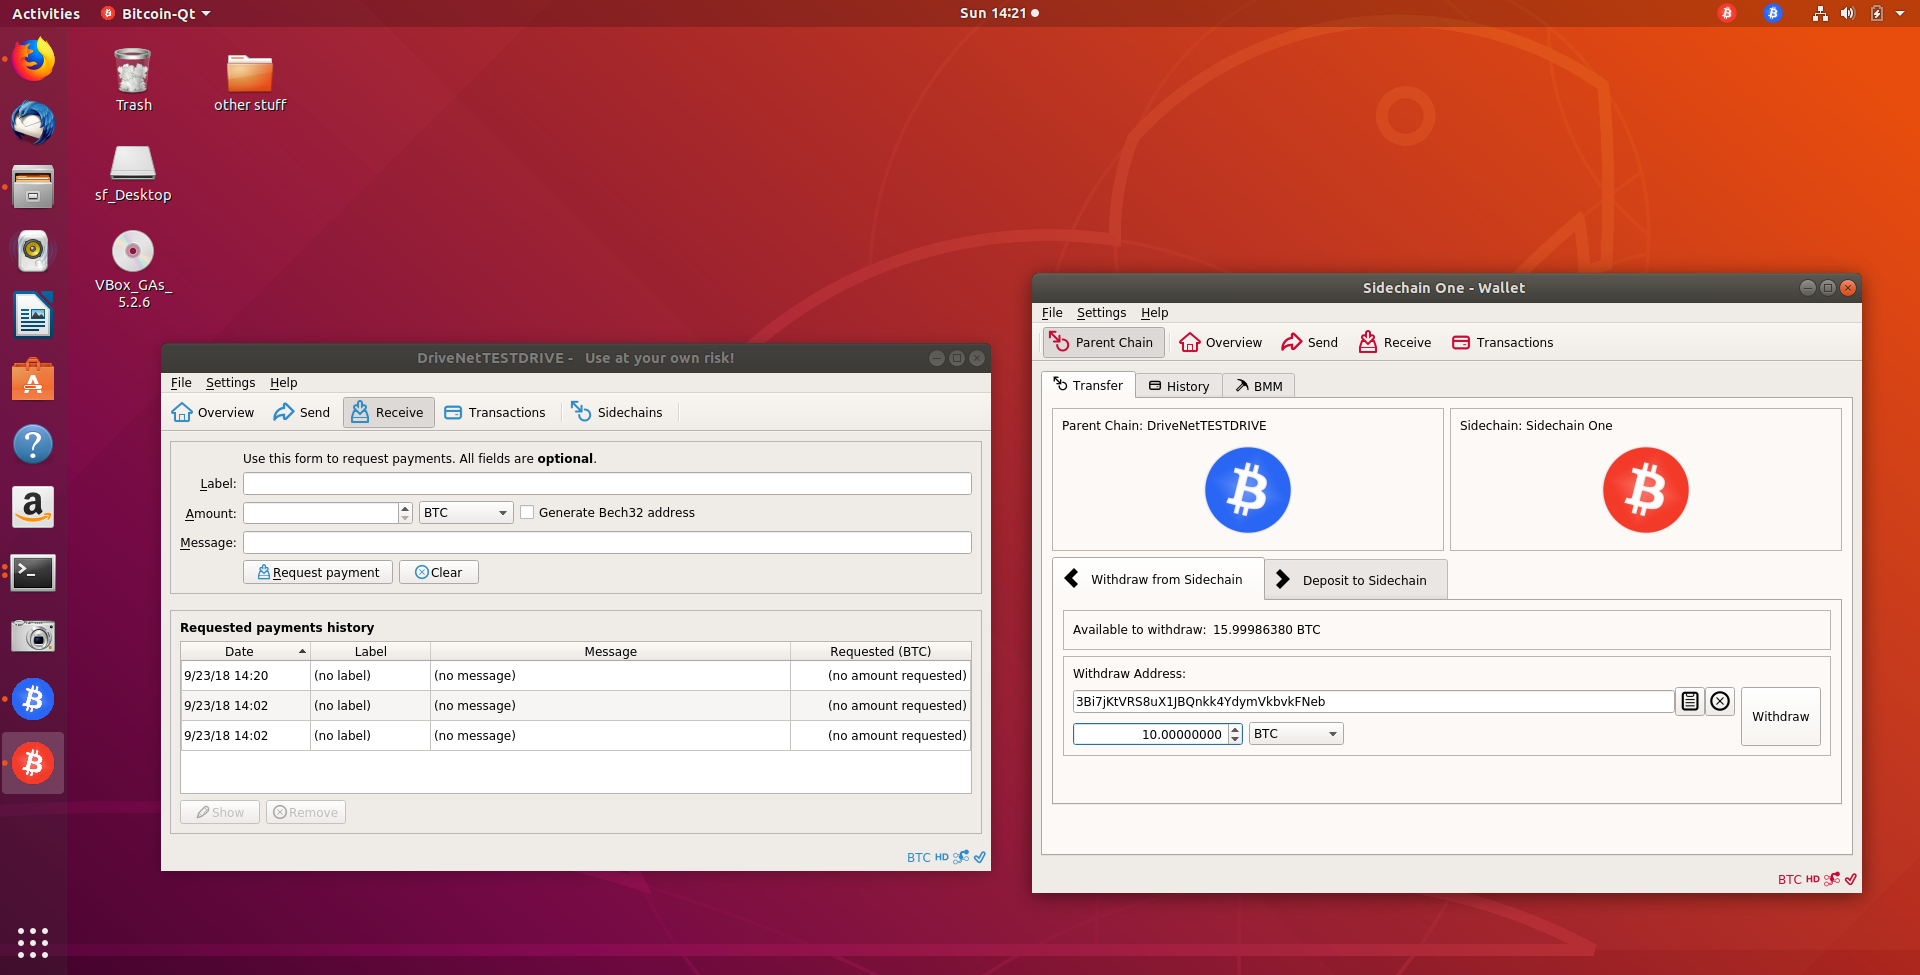 Activities
Bitcoin-Qt
Sun 14:21
Trash
other stuff
sf_Desktop
VBox_GAs_
5.2.6
DriveNetTESTDRIVE - Use at your own risk!
File Settings Help
Overview Send Receive Transactions Sidechains
Use this form to request payments. All fields are optional.
Label:
Amount: BTC Generate Bech32 address
Message:
Request payment Clear
Requested payments history
Date Label Message Requested (BTC)
9/23/18 14:20 (no label) (no message) (no amount requested)
9/23/18 14:02 (no label) (no message) (no amount requested)
9/23/18 14:02 (no label) (no message) (no amount requested)
Show Remove
BTC HD
Sidechain One - Wallet
File Settings Help
Parent Chain Overview Send Receive Transactions
Transfer History BMM
Parent Chain: DriveNetTESTDRIVE
Sidechain: Sidechain One
Withdraw from Sidechain Deposit to Sidechain
Available to withdraw: 15.99986380 BTC
Withdraw Address:
3Bi7jKtVRS8uX1JBQnkk4YdymVkbvkFNeb
Withdraw
10.00000000 BTC
BTC HD